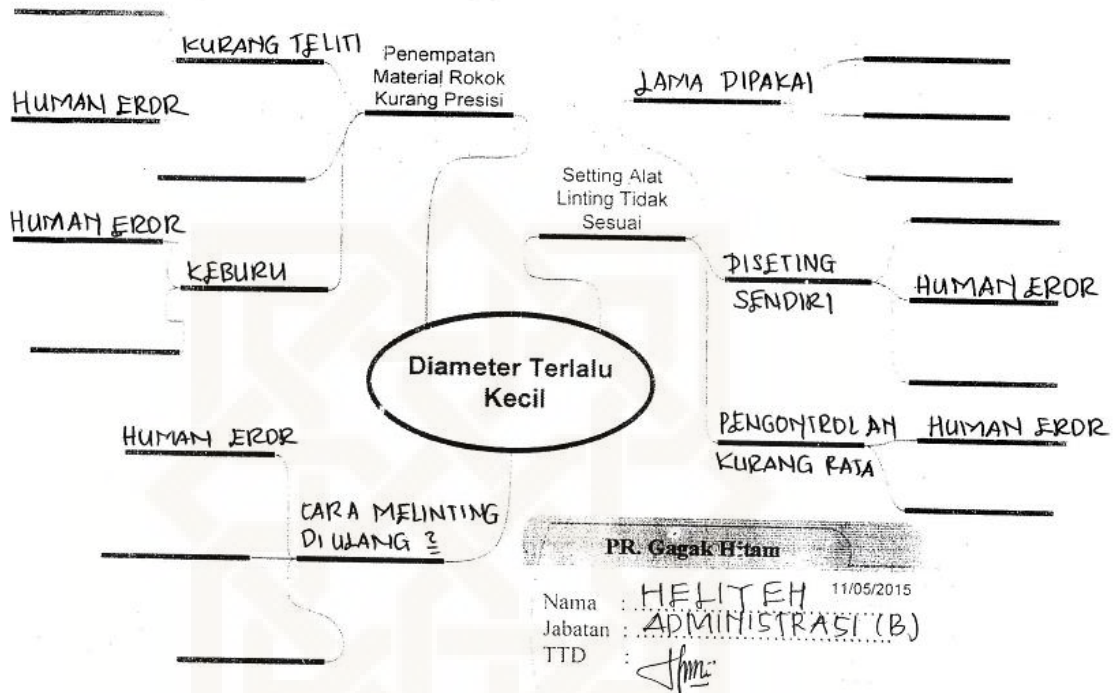 KURANG TELITI
HUMAN EROR
Penempatan
Material Rokok
Kurang Presisi
HUMAN EROR
KEBURU
LAMA DIPAKAI
Setting Alat
Linting Tidak
Sesuai
DISETING
SENDIRI
HUMAN EROR
PENGONTROLAN
KURANG RATA
HUMAN EROR
Diameter Terlalu
Kecil
HUMAN EROR
CARA MELINTING
DI ULANG ²
PR. Gagak Hitam
11/05/2015
Nama : HELITEH
Jabatan : ADMINISTRASI (B)
TTD :